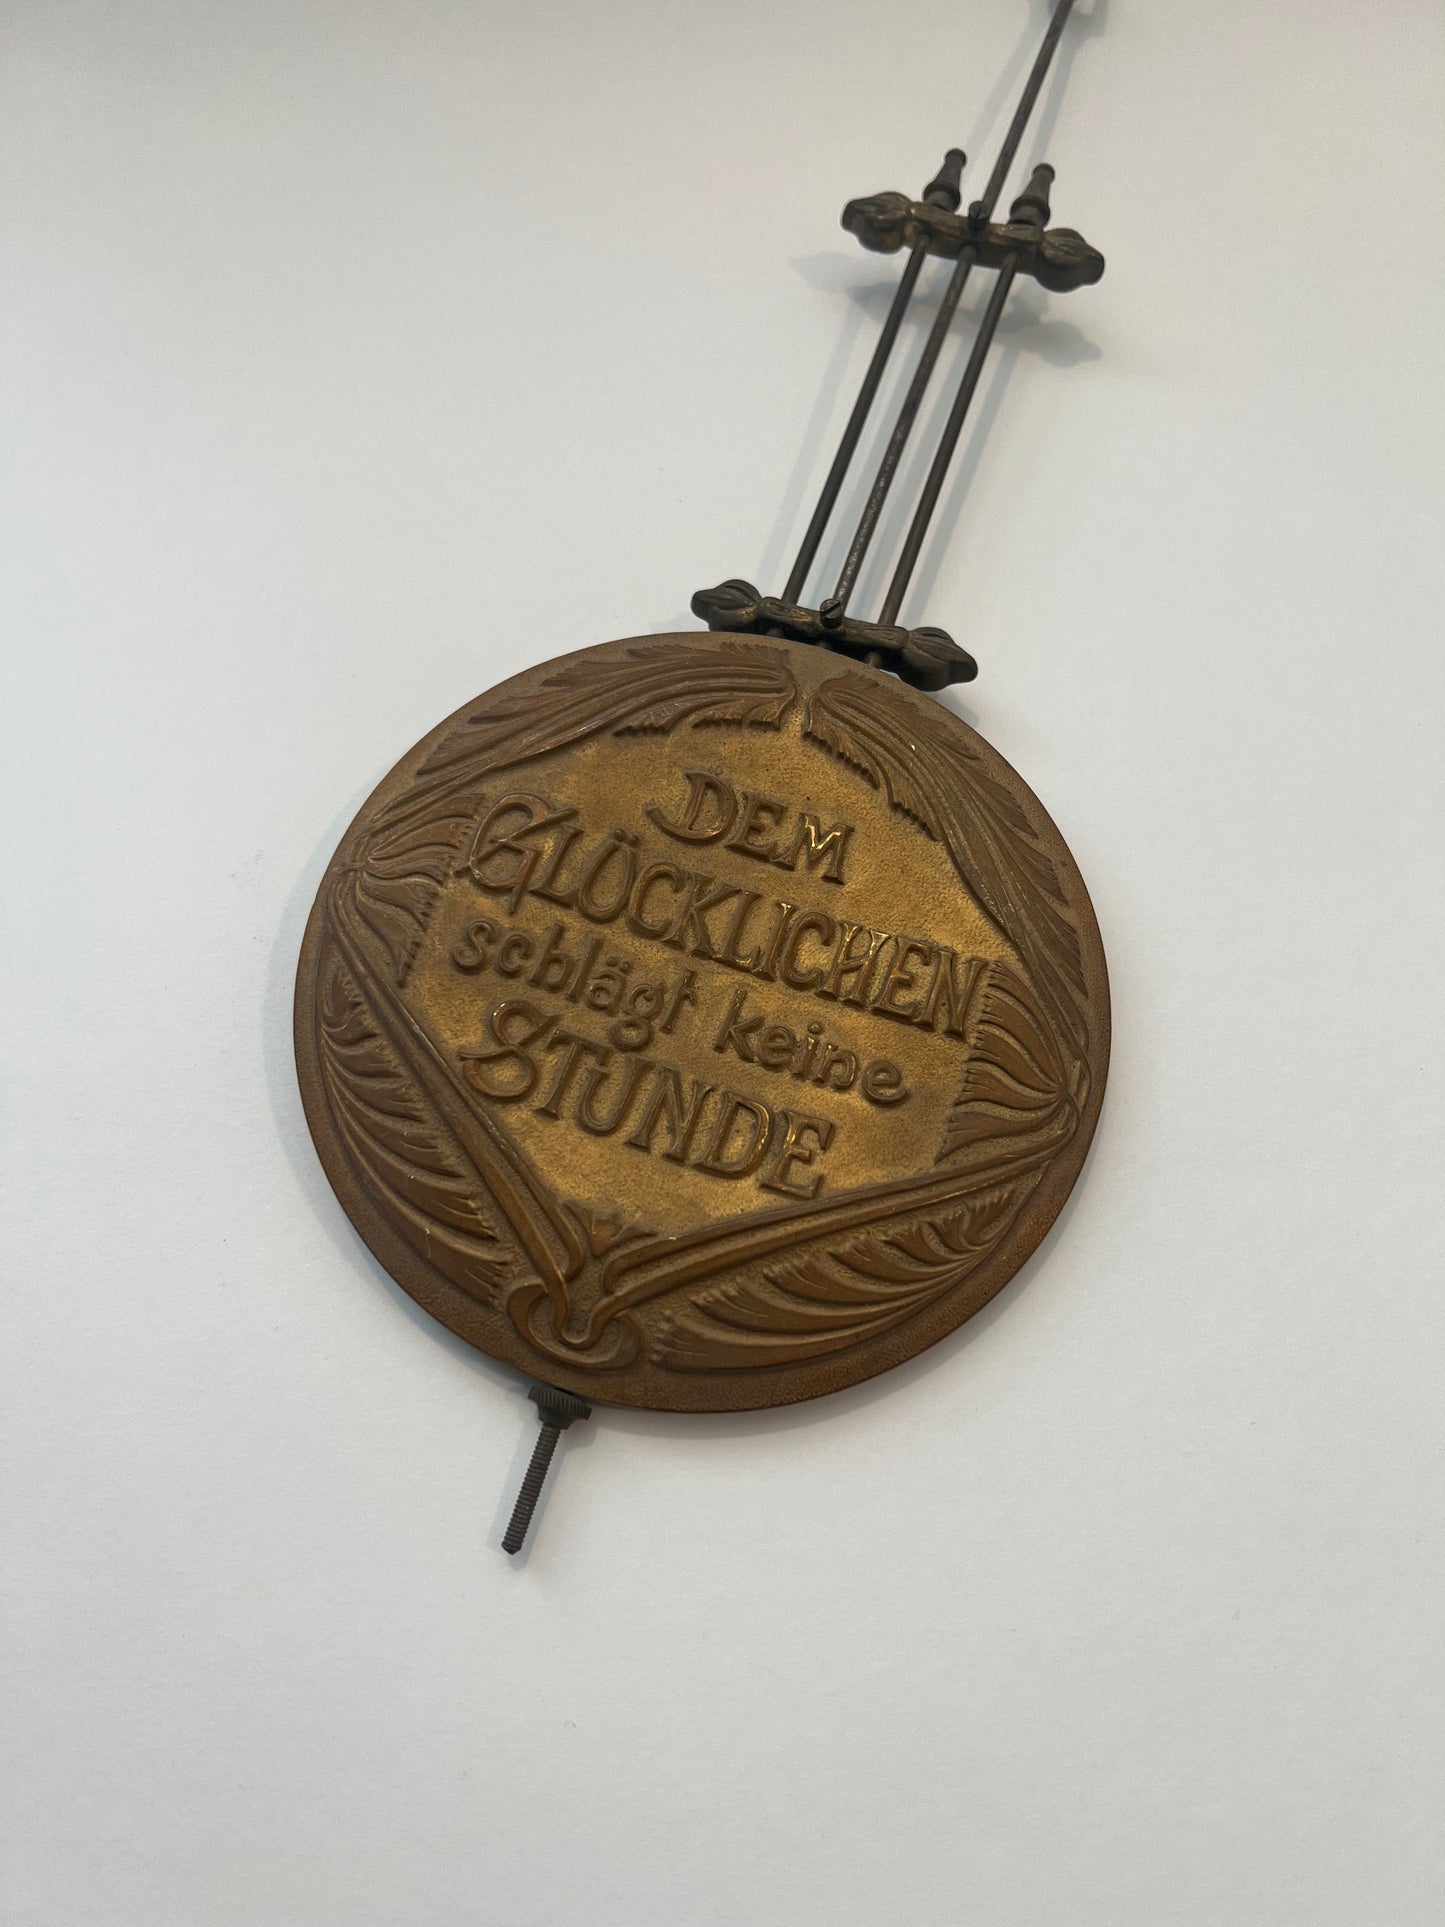 DEM
GLÜCKLICHEN
schlägt keine
STUNDE